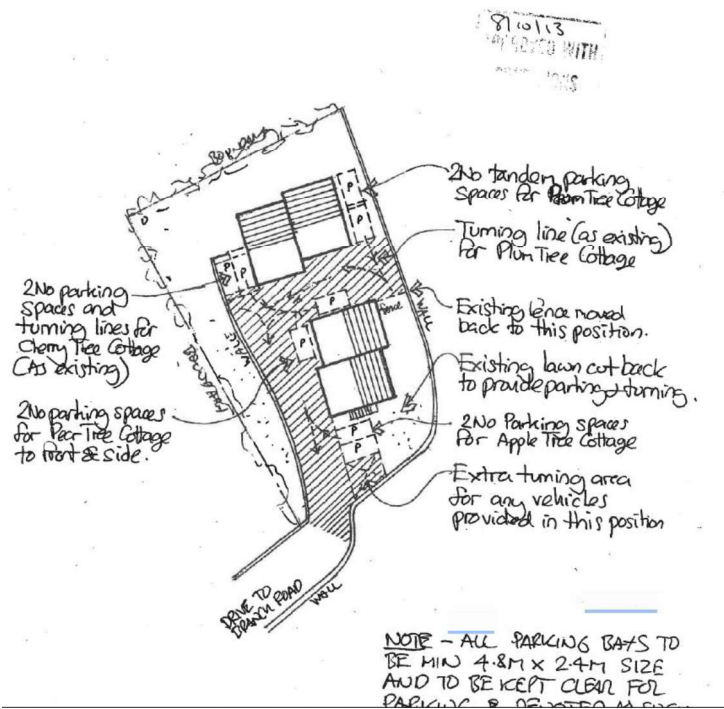 8/10/13
WITH
BOUNDARY
2No tandem parking
Spaces for Plum Tree Cottage
Turning line (as existing)
for Plum Tree Cottage
Existing fence moved
back to this position.
Existing lawn cut back
to provide parking + turning.
2No Parking spaces
for Apple Tree Cottage
Extra turning area
for any vehicles
provided in this position
2No parking
spaces and
turning lines for
Cherry Tree Cottage
(As existing)
2No parking spaces
for Pear Tree Cottage
to front & side.
P
P
P
P
P
P
P
P
fence
WALL
WALL
DRIVE TO
BRANCH ROAD
WALL
NOTE - ALL PARKING BAYS TO
BE MIN 4.8M X 2.4M SIZE
AND TO BE KEPT CLEAR FOR
PARKING &